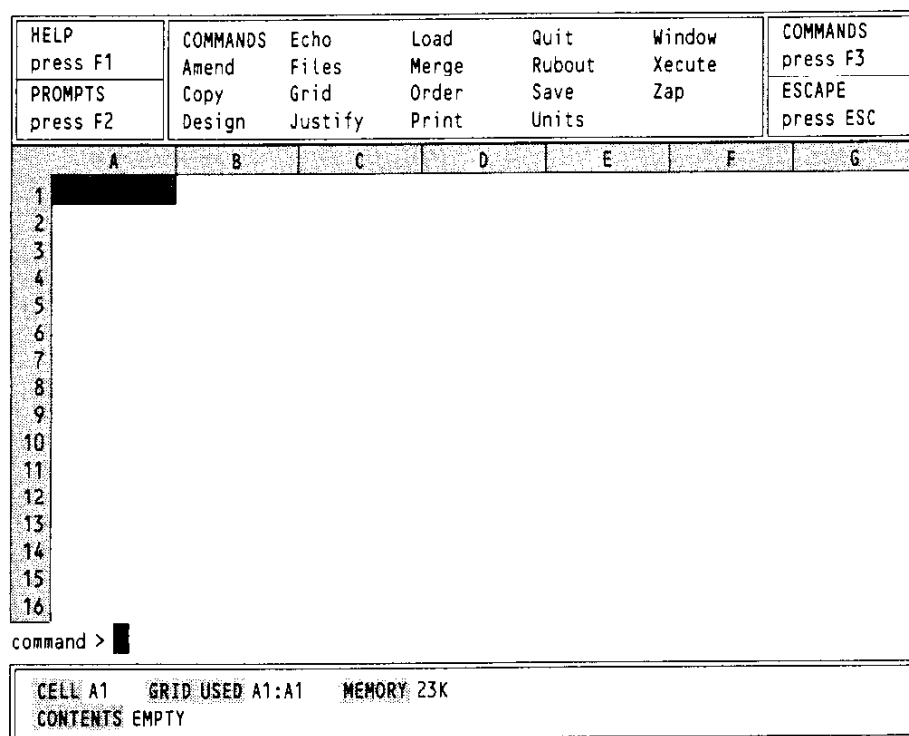 HELP COMMANDS Echo Load Quit Window COMMANDS
press F1 Amend Files Merge Rubout Xecute press F3
PROMPTS Copy Grid Order Save Zap ESCAPE
press F2 Design Justify Print Units press ESC
A B C D E F G
1
2
3
4
5
6
7
8
9
10
11
12
13
14
15
16
command >
CELL A1 GRID USED A1:A1 MEMORY 23K
CONTENTS EMPTY